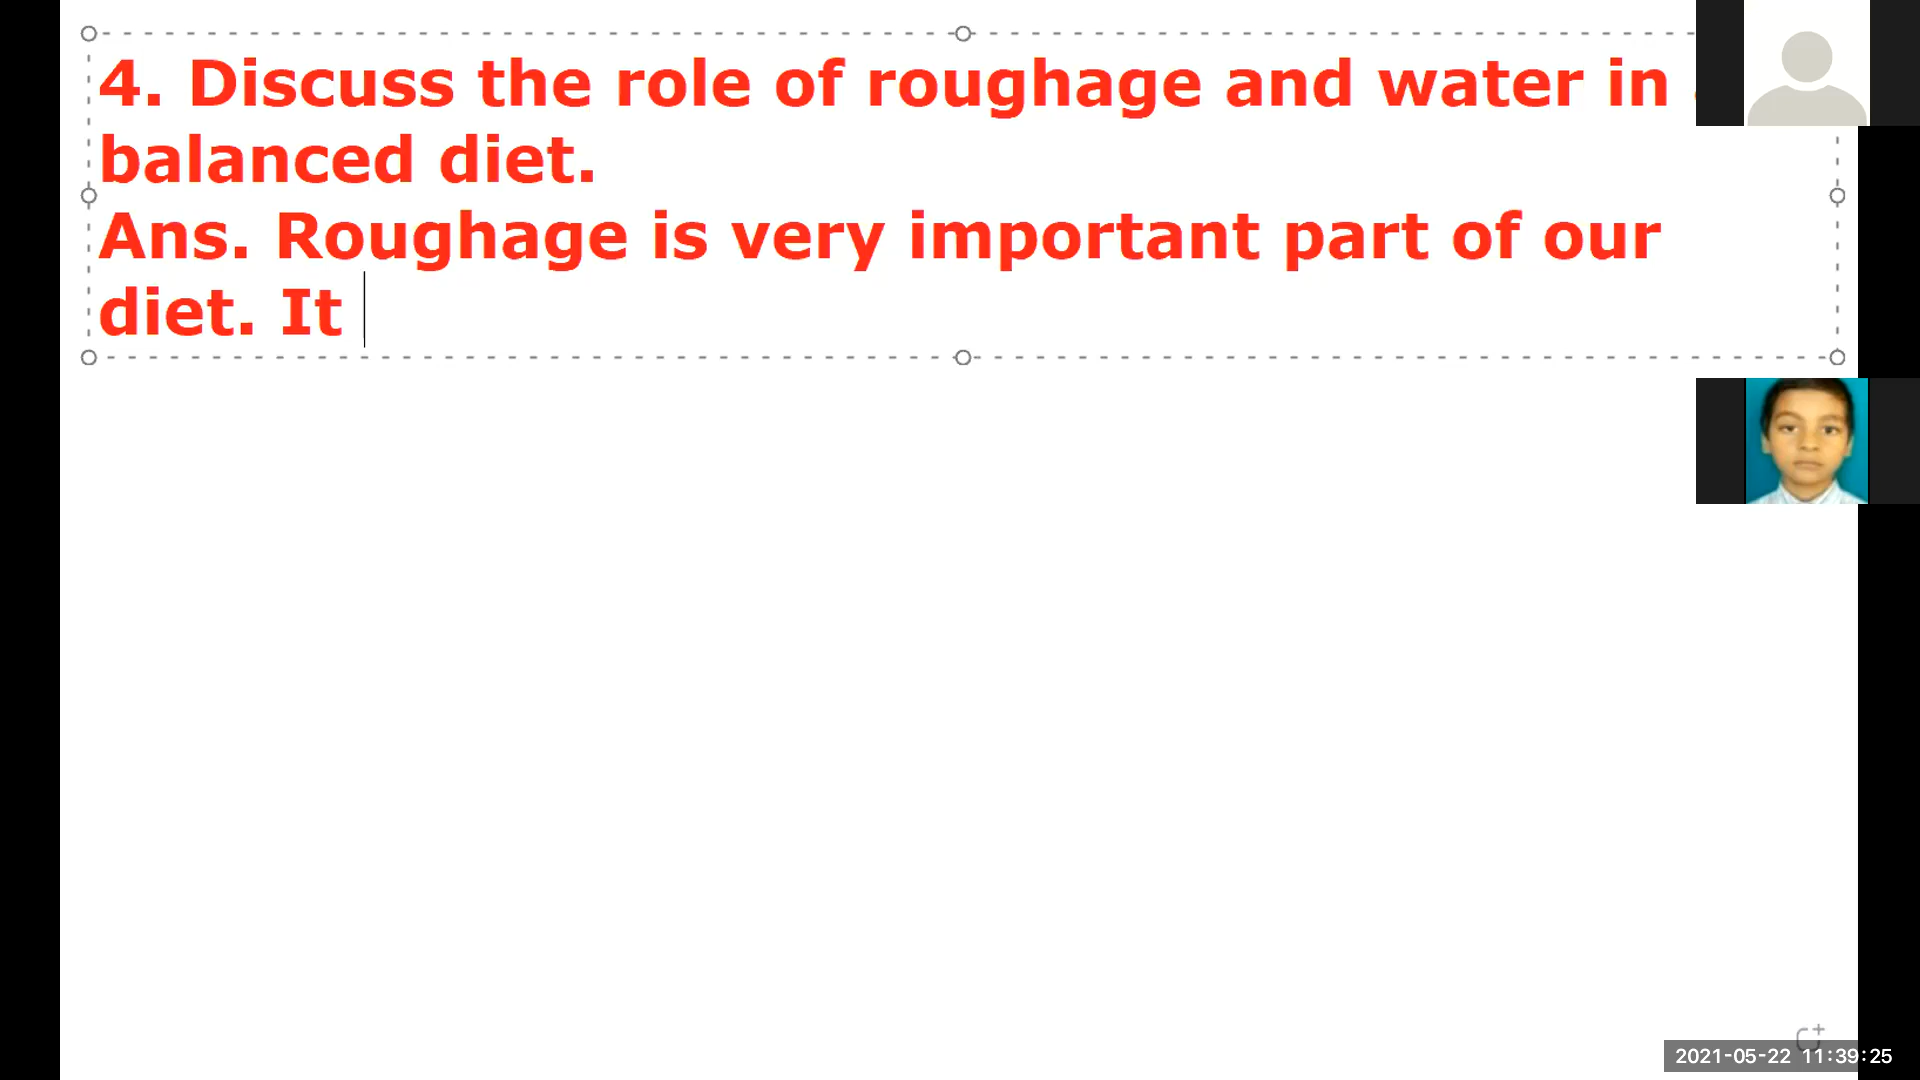 4. Discuss the role of roughage and water in
balanced diet.
Ans. Roughage is very important part of our
diet. It
2021-05-22 11:39:25